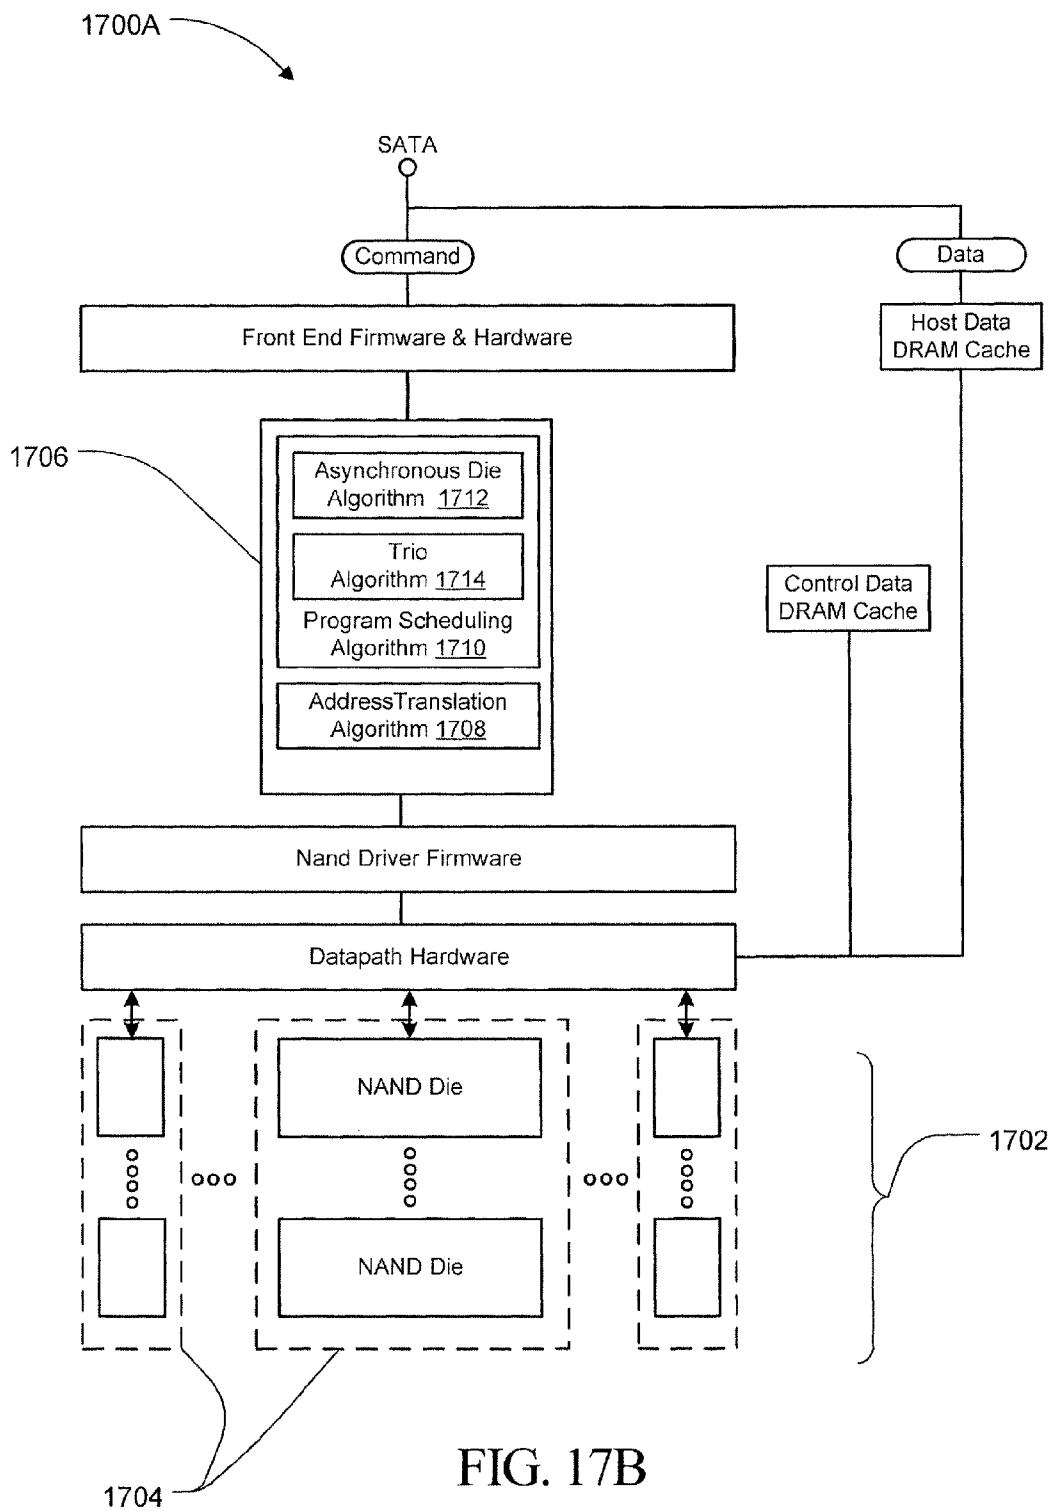 1700A
SATA
Command
Data
Front End Firmware & Hardware
Host Data
DRAM Cache
1706
Asynchronous Die
Algorithm 1712
Trio
Algorithm 1714
Program Scheduling
Algorithm 1710
AddressTranslation
Algorithm 1708
Control Data
DRAM Cache
Nand Driver Firmware
Datapath Hardware
NAND Die
1702
NAND Die
1704
FIG. 17B